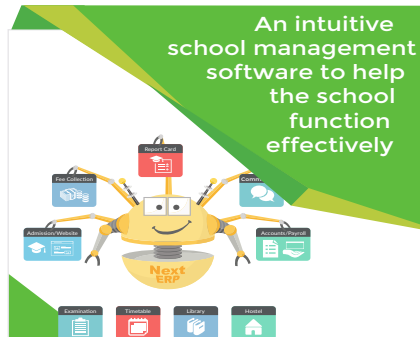 An intuitive
school management
software to help
the school
function
effectively
Report Card
Fee Collection
Comm
Admission/Website
Accounts/Payroll
Next
ERP
Examination
Timetable
Library
Hostel